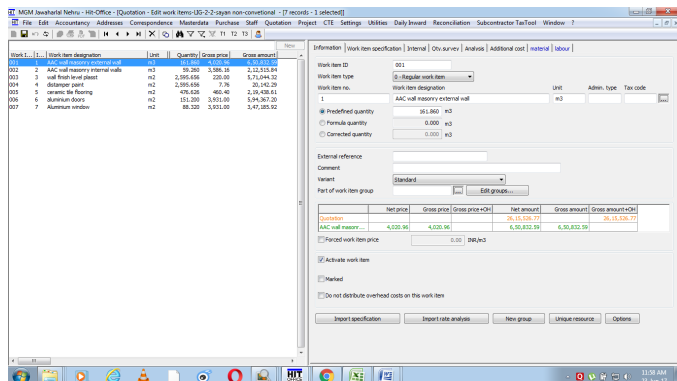 MGM Jawaharlal Nehru - Hit-Office - [Quotation - Edit work items-LIG-2-2-sayan non-convetional - [7 records - 1 selected]]
File Edit Accountancy Addresses Correspondence Masterdata Purchase Staff Quotation Project CTE Settings Utilities Daily Inward Reconciliation Subcontractor TaxTool Window ?
T1 T2 T3
New
Work I... I... Work item designation Unit Quantity Gross price Gross amount
001 1 AAC wall masonry external wall m3 161.860 4,020.96 6,50,832.59
002 2 AAC wall masonry internal walls m3 59.260 3,586.16 2,12,515.84
003 3 wall finish level plasst m2 2,595.656 220.00 5,71,044.32
004 4 distamper paint m2 2,595.656 7.76 20,142.29
005 5 ceramic tile flooring m2 476.626 460.40 2,19,438.61
006 6 aluminun doors m2 151.200 3,931.00 5,94,367.20
007 7 Aluminum window m2 88.320 3,931.00 3,47,185.92
Information Work item specification Internal Otv.survey Analysis Additional cost material labour
Work item ID 001
Work item type 0 - Regular work item
Work item no. Work item designation Unit Admin. type Tax code
1 AAC wall masonry external wall m3 ...
Predefined quantity 161.860 m3
Formula quantity 0.000 m3
Corrected quantity 0.000 m3
External reference
Comment
Variant Standard
Part of work item group ... Edit groups...
Net price Gross price Gross price+OH Net amount Gross amount Gross amount+OH
Quotation 26,15,526.77 26,15,526.77
AAC wall masonr... 4,020.96 4,020.96 6,50,832.59 6,50,832.59
Forced work item price 0.00 INR/m3
Activate work item
Marked
Do not distribute overhead costs on this work item
Import specification Import rate analysis New group Unique resource Options
HIT
OFFICE
11:58 AM